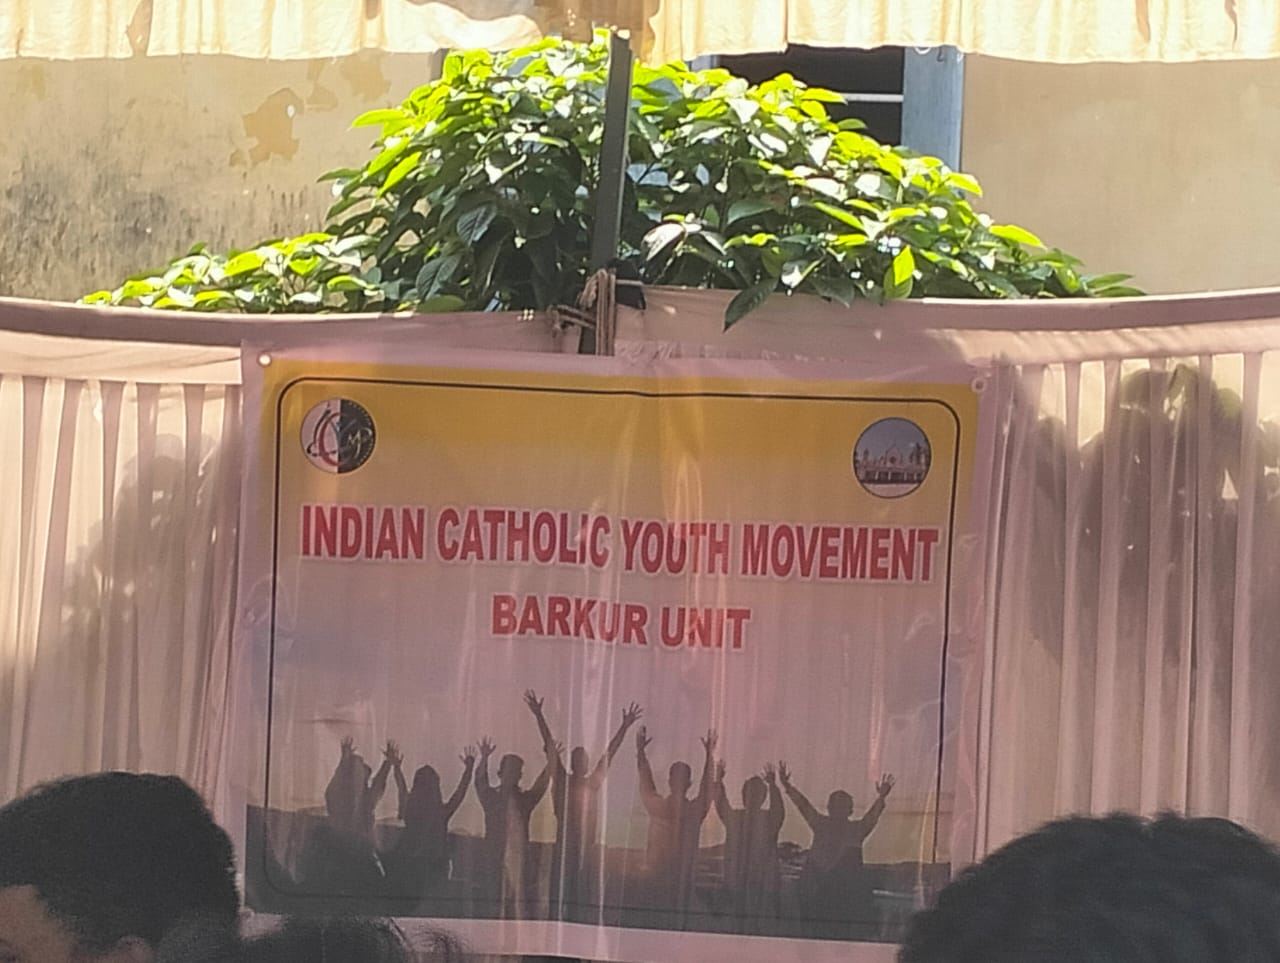 INDIAN CATHOLIC YOUTH MOVEMENT
BARKUR UNIT